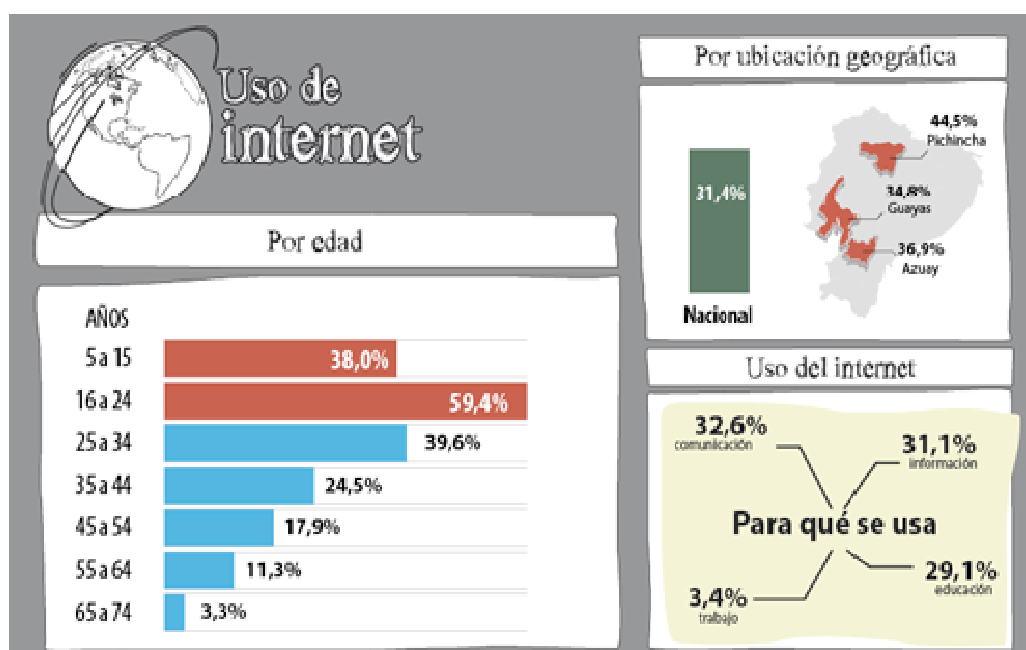 Uso de
internet
Por edad
AÑOS
5 a 15 38,0%
16 a 24 59,4%
25 a 34 39,6%
35 a 44 24,5%
45 a 54 17,9%
55 a 64 11,3%
65 a 74 3,3%
Por ubicación geográfica
31,4%
Nacional
44,5%
Pichincha
34,8%
Guayas
36,9%
Azuay
Uso del internet
32,6%
comunicación
31,1%
información
Para qué se usa
3,4%
trabajo
29,1%
educación